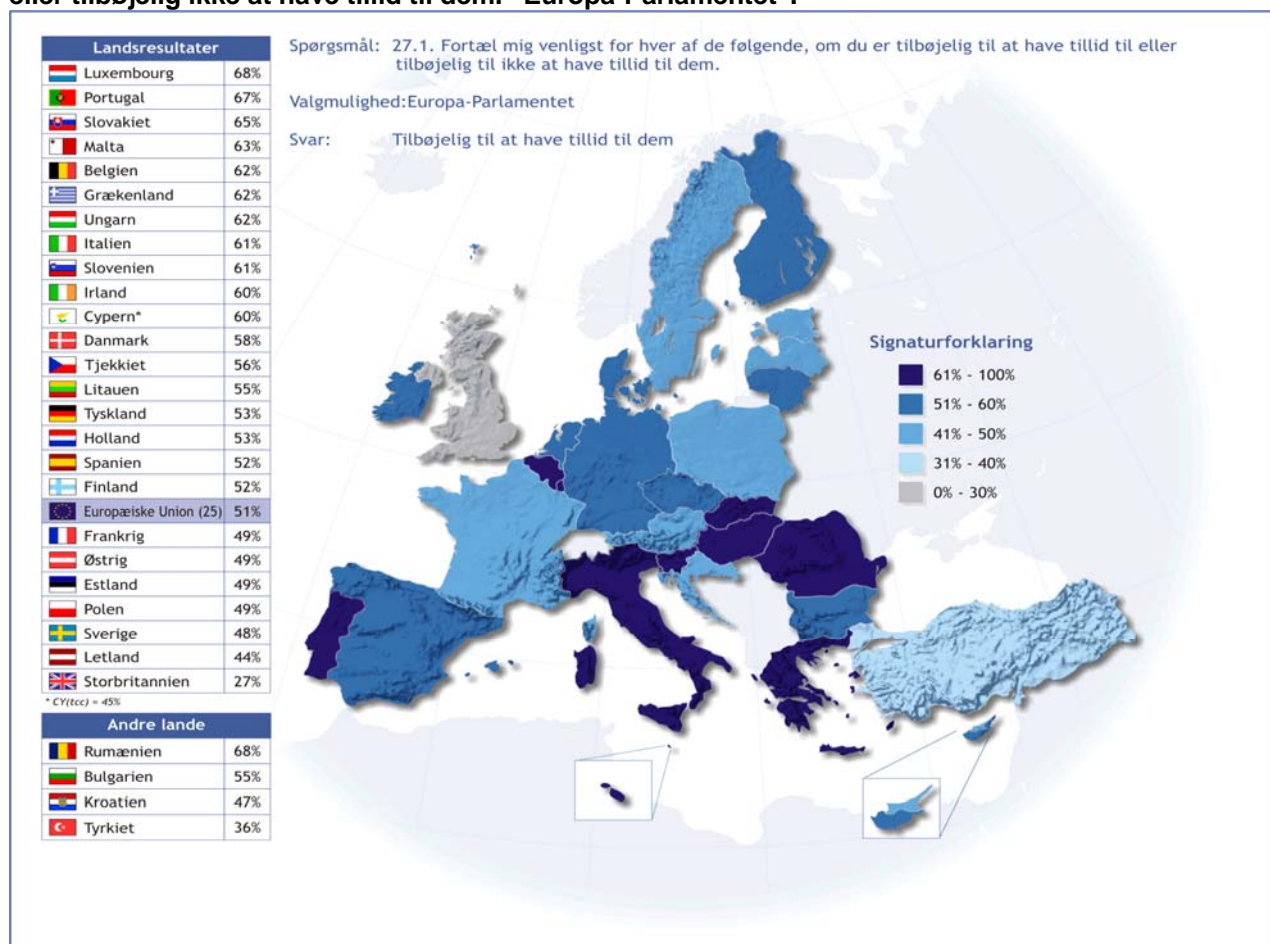 eller tilbøjelig ikke at have tillid til dem: "Europa-Parlamentet".
Landsresultater
Luxembourg 68%
Portugal 67%
Slovakiet 65%
Malta 63%
Belgien 62%
Grækenland 62%
Ungarn 62%
Italien 61%
Slovenien 61%
Irland 60%
Cypern* 60%
Danmark 58%
Tjekkiet 56%
Litauen 55%
Tyskland 53%
Holland 53%
Spanien 52%
Finland 52%
Europæiske Union (25) 51%
Frankrig 49%
Østrig 49%
Estland 49%
Polen 49%
Sverige 48%
Letland 44%
Storbritannien 27%
* CY(tcc) = 45%
Andre lande
Rumænien 68%
Bulgarien 55%
Kroatien 47%
Tyrkiet 36%
Spørgsmål: 27.1. Fortæl mig venligst for hver af de følgende, om du er tilbøjelig til at have tillid til eller
tilbøjelig til ikke at have tillid til dem.
Valgmulighed:Europa-Parlamentet
Svar: Tilbøjelig til at have tillid til dem
Signaturforklaring
61% - 100%
51% - 60%
41% - 50%
31% - 40%
0% - 30%